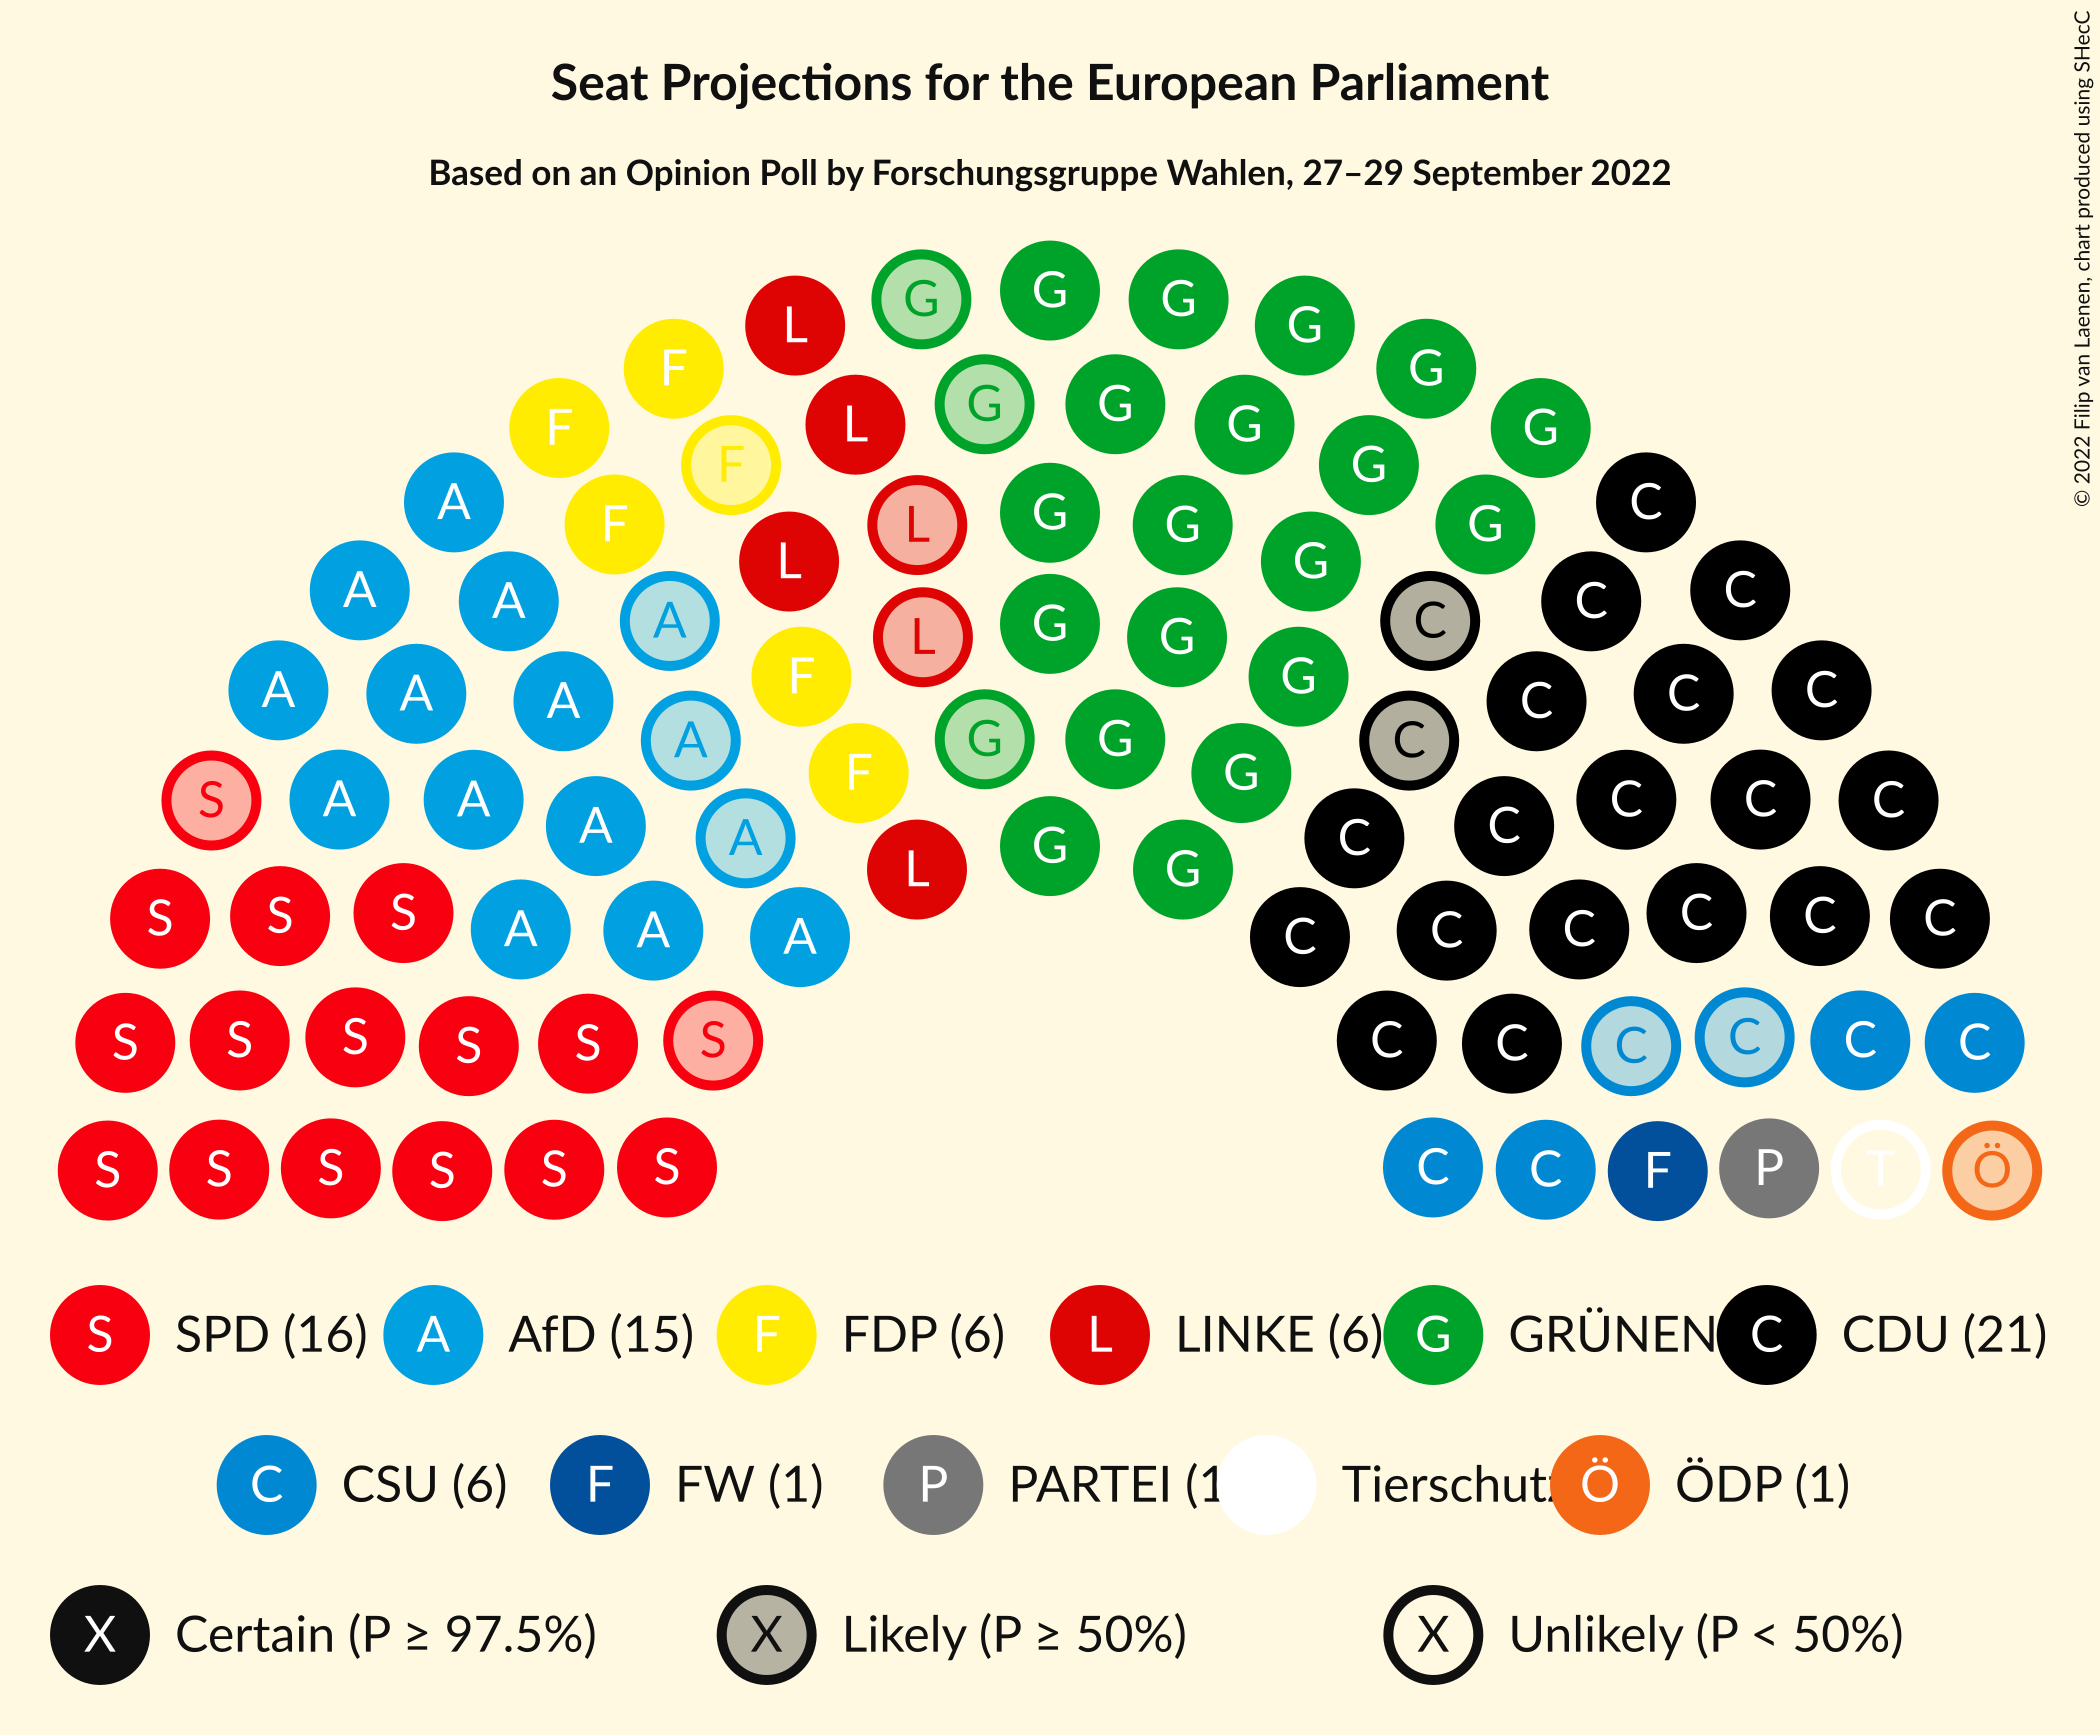 Seat Projections for the European Parliament
Based on an Opinion Poll by Forschungsgruppe Wahlen, 27–29 September 2022
© 2022 Filip van Laenen, chart produced using SHecC
G G G G
L G
F G
F G G G G
L G
A F G
F L G G G C
A L C
A A L G C C
A G G C
A A F G C
A A G G C C
A C
S A A A F G C C C C
A C
S S S A A A L G G C C C C C C
S S S S S S C C C C C C
S S S S S S C C F P T Ö
S SPD (16) A AfD (15) F FDP (6) L LINKE (6) G GRÜNEN C CDU (21)
C CSU (6) F FW (1) P PARTEI (1 Tierschutz Ö ÖDP (1)
X Certain (P ≥ 97.5%) X Likely (P ≥ 50%) X Unlikely (P < 50%)